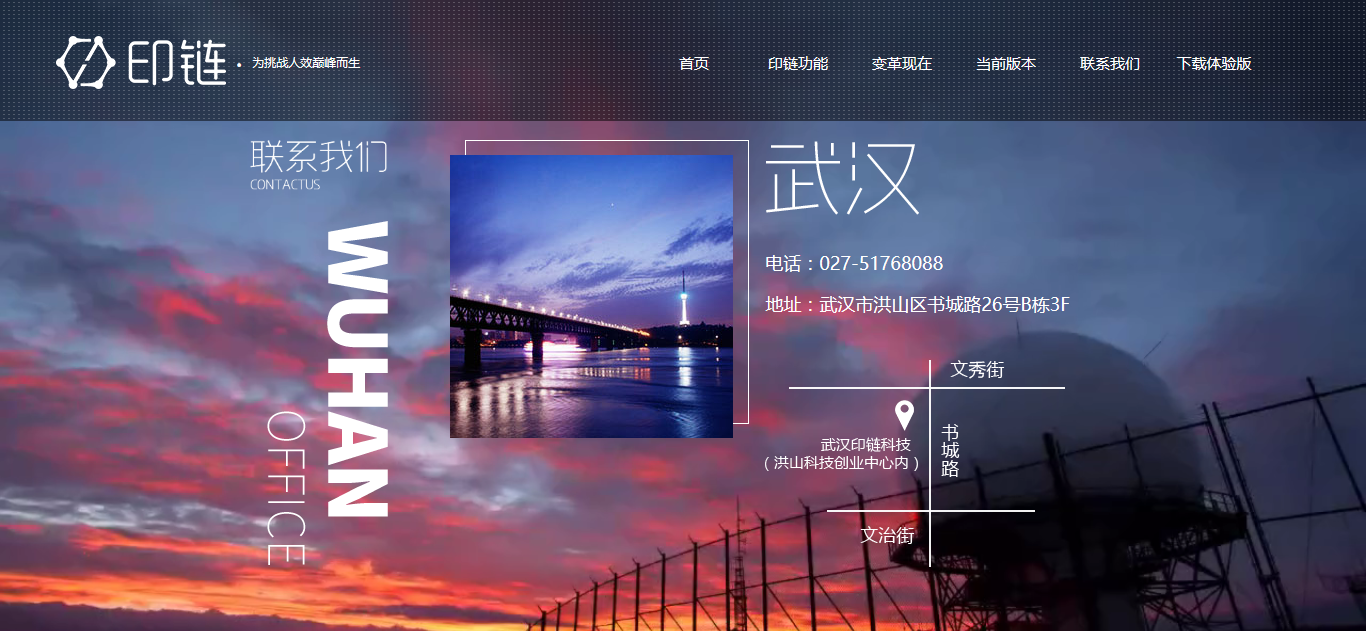 印链
·为挑战人效巅峰而生
首页
印链功能
变革现在
当前版本
联系我们
下载体验版
联系我们
CONTACTUS
WUHAN
OFFICE
武汉
电话：027-51768088
地址：武汉市洪山区书城路26号B栋3F
文秀街
武汉印链科技
（洪山科技创业中心内）
书城路
文治街